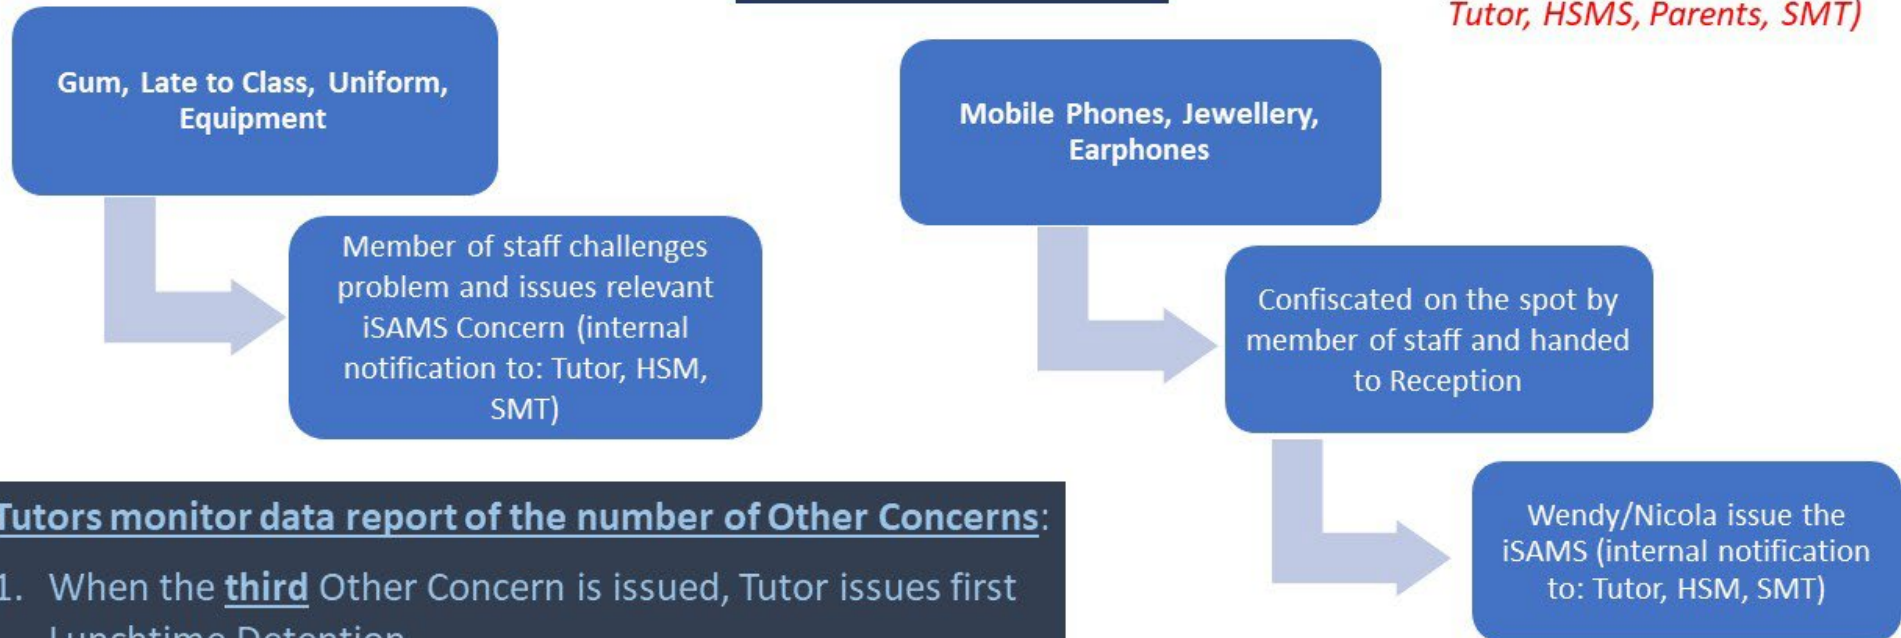 Tutor, HSMS, Parents, SMT)
Gum, Late to Class, Uniform,
Equipment
Mobile Phones, Jewellery,
Earphones
Member of staff challenges
problem and issues relevant
iSAMS Concern (internal
notification to: Tutor, HSM,
SMT)
Confiscated on the spot by
member of staff and handed
to Reception
Wendy/Nicola issue the
iSAMS (internal notification
to: Tutor, HSM, SMT)
Tutors monitor data report of the number of Other Concerns:
1. When the third Other Concern is issued, Tutor issues first
Lunchtime Detention